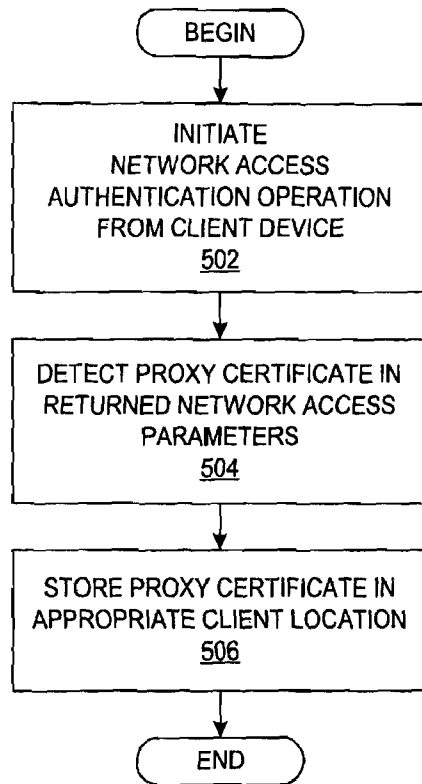 BEGIN
INITIATE
NETWORK ACCESS
AUTHENTICATION OPERATION
FROM CLIENT DEVICE
502
DETECT PROXY CERTIFICATE IN
RETURNED NETWORK ACCESS
PARAMETERS
504
STORE PROXY CERTIFICATE IN
APPROPRIATE CLIENT LOCATION
506
END